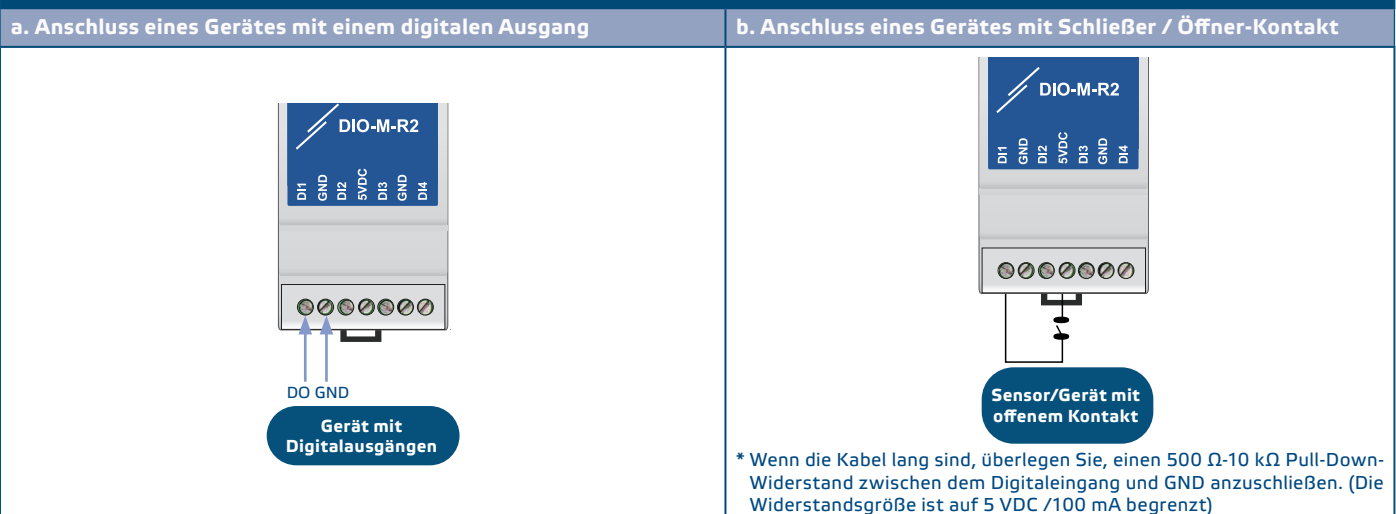 a. Anschluss eines Gerätes mit einem digitalen Ausgang
DIO-M-R2
DI1
GND
DI2
5VDC
DI3
GND
DI4
DO GND
Gerät mit
Digitalausgängen
b. Anschluss eines Gerätes mit Schließer / Öffner-Kontakt
DIO-M-R2
DI1
GND
DI2
5VDC
DI3
GND
DI4
Sensor/Gerät mit
offenem Kontakt
* Wenn die Kabel lang sind, überlegen Sie, einen 500 Ω-10 kΩ Pull-Down-
Widerstand zwischen dem Digitaleingang und GND anzuschließen. (Die
Widerstandsgröße ist auf 5 VDC /100 mA begrenzt)